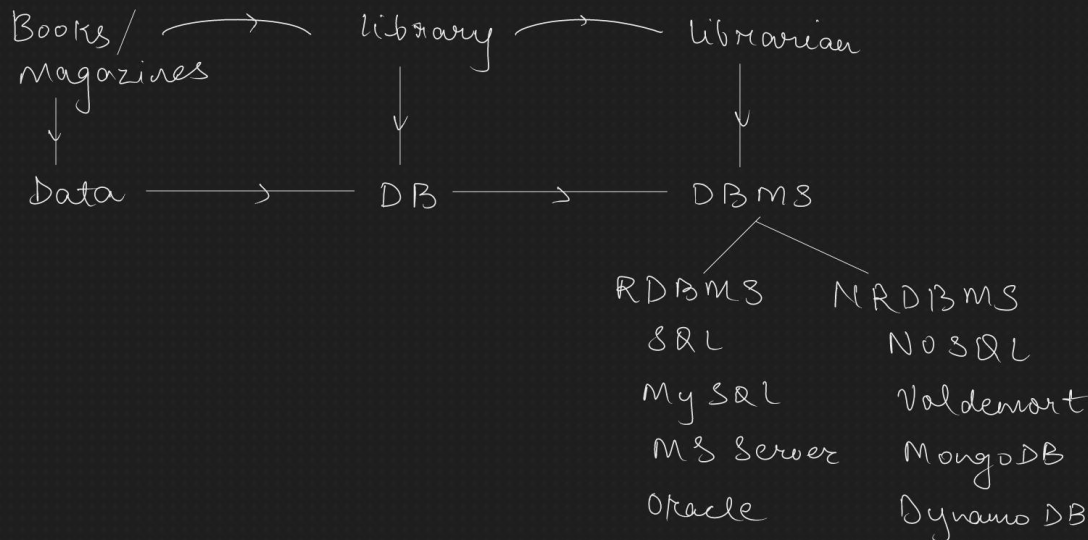 Books/ library librarian
Magazines
Data DB DBMS
RDBMS NRDBMS
SQL NOSQL
My SQL Voldemort
MS Server MongoDB
Oracle Dynamo DB